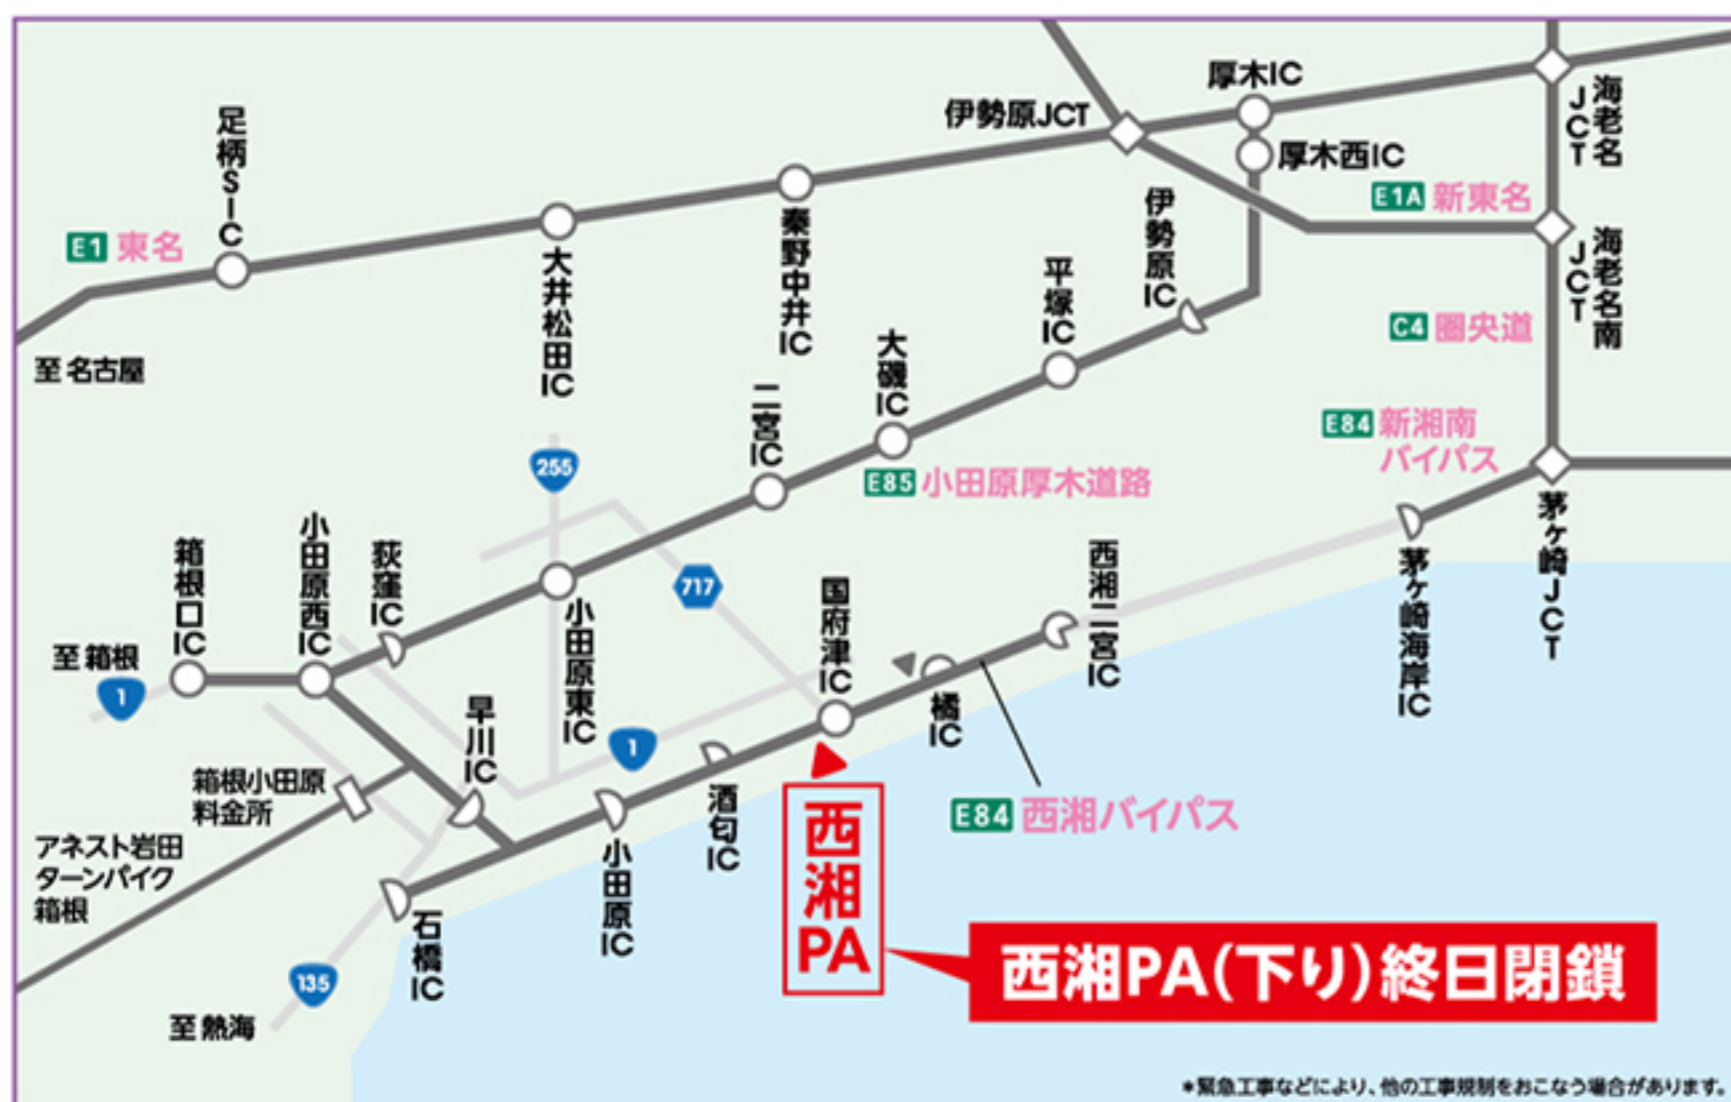 厚木IC
伊勢原JCT
海老名JCT
足柄SIC
厚木西IC
E1A 新東名
伊勢原IC
秦野中井IC
E1 東名
大井松田IC
海老名南JCT
平塚IC
C4 圏央道
大磯IC
至 名古屋
二宮IC
E84 新湘南
バイパス
255
E85 小田原厚木道路
茅ヶ崎JCT
小田原西IC
荻窪IC
箱根口IC
西湘二宮IC
茅ヶ崎海岸IC
717
国府津IC
小田原東IC
至 箱根
1
橘IC
早川IC
1
箱根小田原
料金所
酒匂IC
E84 西湘バイパス
アネスト岩田
ターンパイク
箱根
小田原IC
西湘PA
石橋IC
西湘PA(下り)終日閉鎖
135
至 熱海
*緊急工事などにより、他の工事規制をおこなう場合があります。